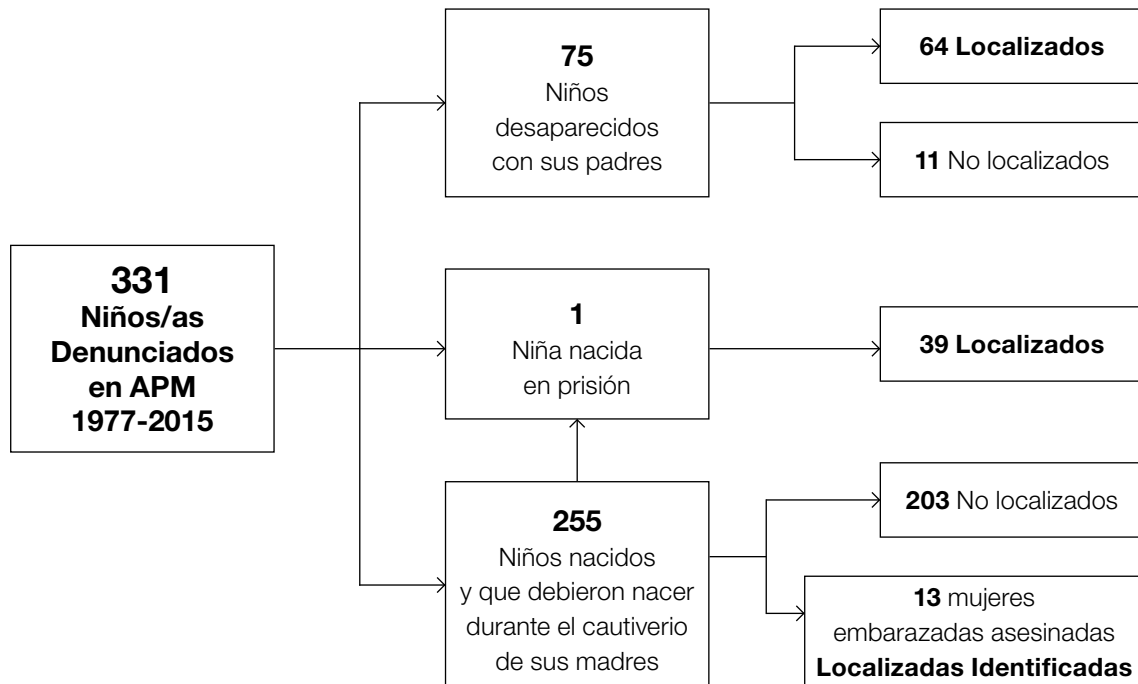 331
Niños/as
Denunciados
en APM
1977-2015
75
Niños
desaparecidos
con sus padres
64 Localizados
11 No localizados
1
Niña nacida
en prisión
39 Localizados
255
Niños nacidos
y que debieron nacer
durante el cautiverio
de sus madres
203 No localizados
13 mujeres
embarazadas asesinadas
Localizadas Identificadas